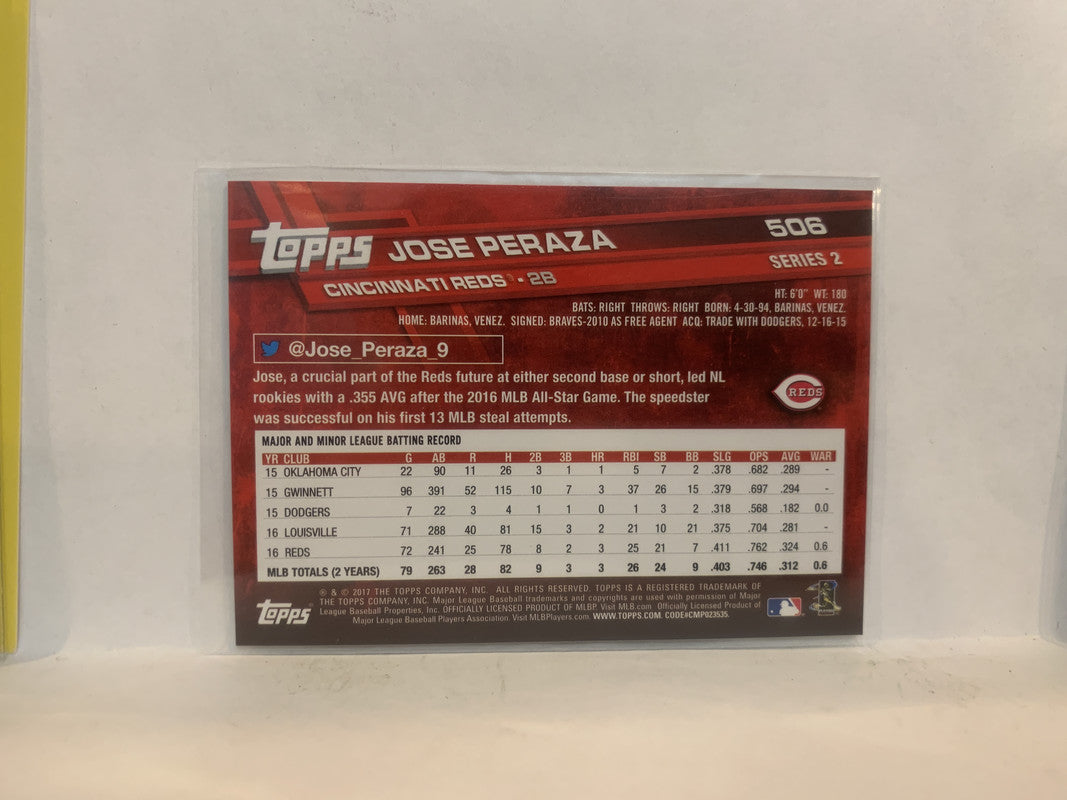 topps JOSE PERAZA 506
CINCINNATI REDS® - 2B SERIES 2
HT: 6'0" WT: 180
BATS: RIGHT THROWS: RIGHT BORN: 4-30-94, BARINAS, VENEZ.
HOME: BARINAS, VENEZ. SIGNED: BRAVES-2010 AS FREE AGENT ACQ: TRADE WITH DODGERS, 12-16-15
@Jose_Peraza_9
Jose, a crucial part of the Reds future at either second base or short, led NL
rookies with a .355 AVG after the 2016 MLB All-Star Game. The speedster
was successful on his first 13 MLB steal attempts.
REDS
MAJOR AND MINOR LEAGUE BATTING RECORD
YR CLUB G AB R H 2B 3B HR RBI SB BB SLG OPS AVG WAR
15 OKLAHOMA CITY 22 90 11 26 3 1 1 5 7 2 .378 .682 .289 -
15 GWINNETT 96 391 52 115 10 7 3 37 26 15 .379 .697 .294 -
15 DODGERS 7 22 3 4 1 1 0 1 3 2 .318 .568 .182 0.0
16 LOUISVILLE 71 288 40 81 15 3 2 21 10 21 .375 .704 .281 -
16 REDS 72 241 25 78 8 2 3 25 21 7 .411 .762 .324 0.6
MLB TOTALS (2 YEARS) 79 263 28 82 9 3 3 26 24 9 .403 .746 .312 0.6
® & © 2017 THE TOPPS COMPANY, INC. ALL RIGHTS RESERVED. TOPPS IS A REGISTERED TRADEMARK OF
THE TOPPS COMPANY, INC. Major League Baseball trademarks and copyrights are used with permission of Major
League Baseball Properties, Inc. OFFICIALLY LICENSED PRODUCT OF MLBP. Visit MLB.com Officially Licensed Product of
Major League Baseball Players Association. Visit MLBPlayers.com. WWW.TOPPS.COM. CODE#CMP023535.
topps